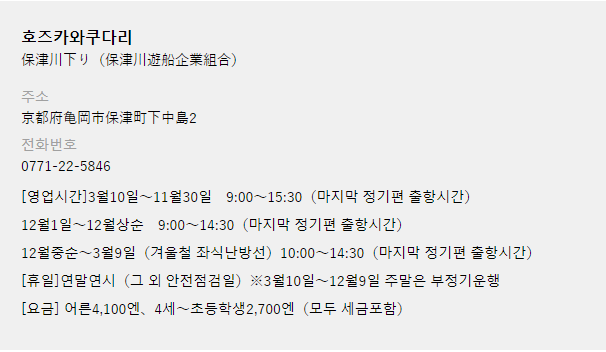 호즈카와쿠다리
保津川下り（保津川遊船企業組合）
주소
京都府亀岡市保津町下中島2
전화번호
0771-22-5846
[영업시간]3월10일～11월30일　9:00～15:30（마지막 정기편 출항시간）
12월1일～12월상순　9:00～14:30（마지막 정기편 출항시간）
12월중순～3월9일（겨울철 좌식난방선）10:00～14:30（마지막 정기편 출항시간）
[휴일]연말연시（그 외 안전점검일）※3월10일～12월9일 주말은 부정기운행
[요금] 어른4,100엔、4세～초등학생2,700엔（모두 세금포함）